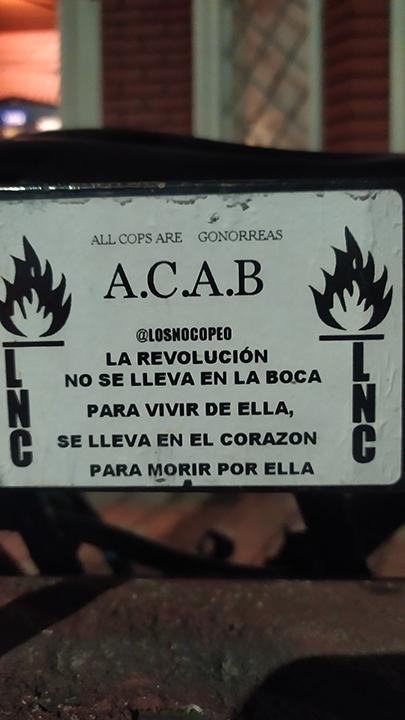 ALL COPS ARE GONORREAS
A.C.A.B
@LOSNOCOPEO
LA REVOLUCIÓN
NO SE LLEVA EN LA BOCA
PARA VIVIR DE ELLA,
SE LLEVA EN EL CORAZON
PARA MORIR POR ELLA
LNC
LNC